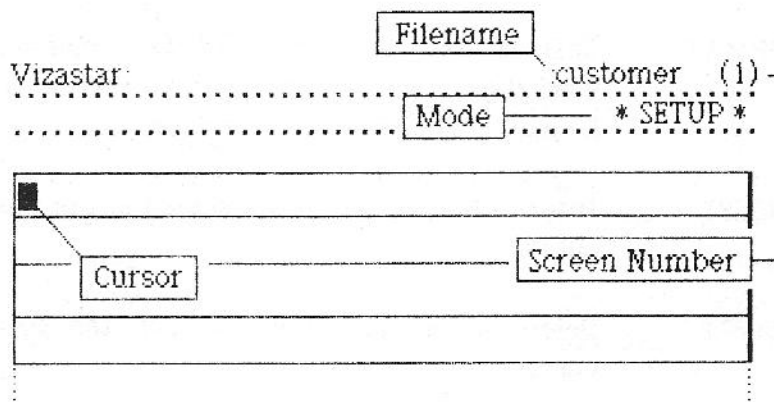 Filename
Vizastar: :customer (1)
Mode * SETUP *
Cursor
Screen Number